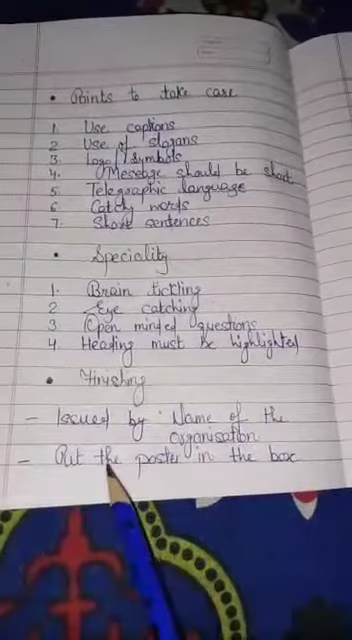 • Points to take care
1. Use captions
2 Use of slogans
3. Logo / Symbols
4. Message should be short
5. Telegraphic language
6 Catchy words
7. Short sentences
• Speciality
1. Brain tickling
2 Eye catching
3 Open minded questions
4 Heading must be highlighted
• Finishing
- Issued by Name of the
organisation
- Put the poster in the box